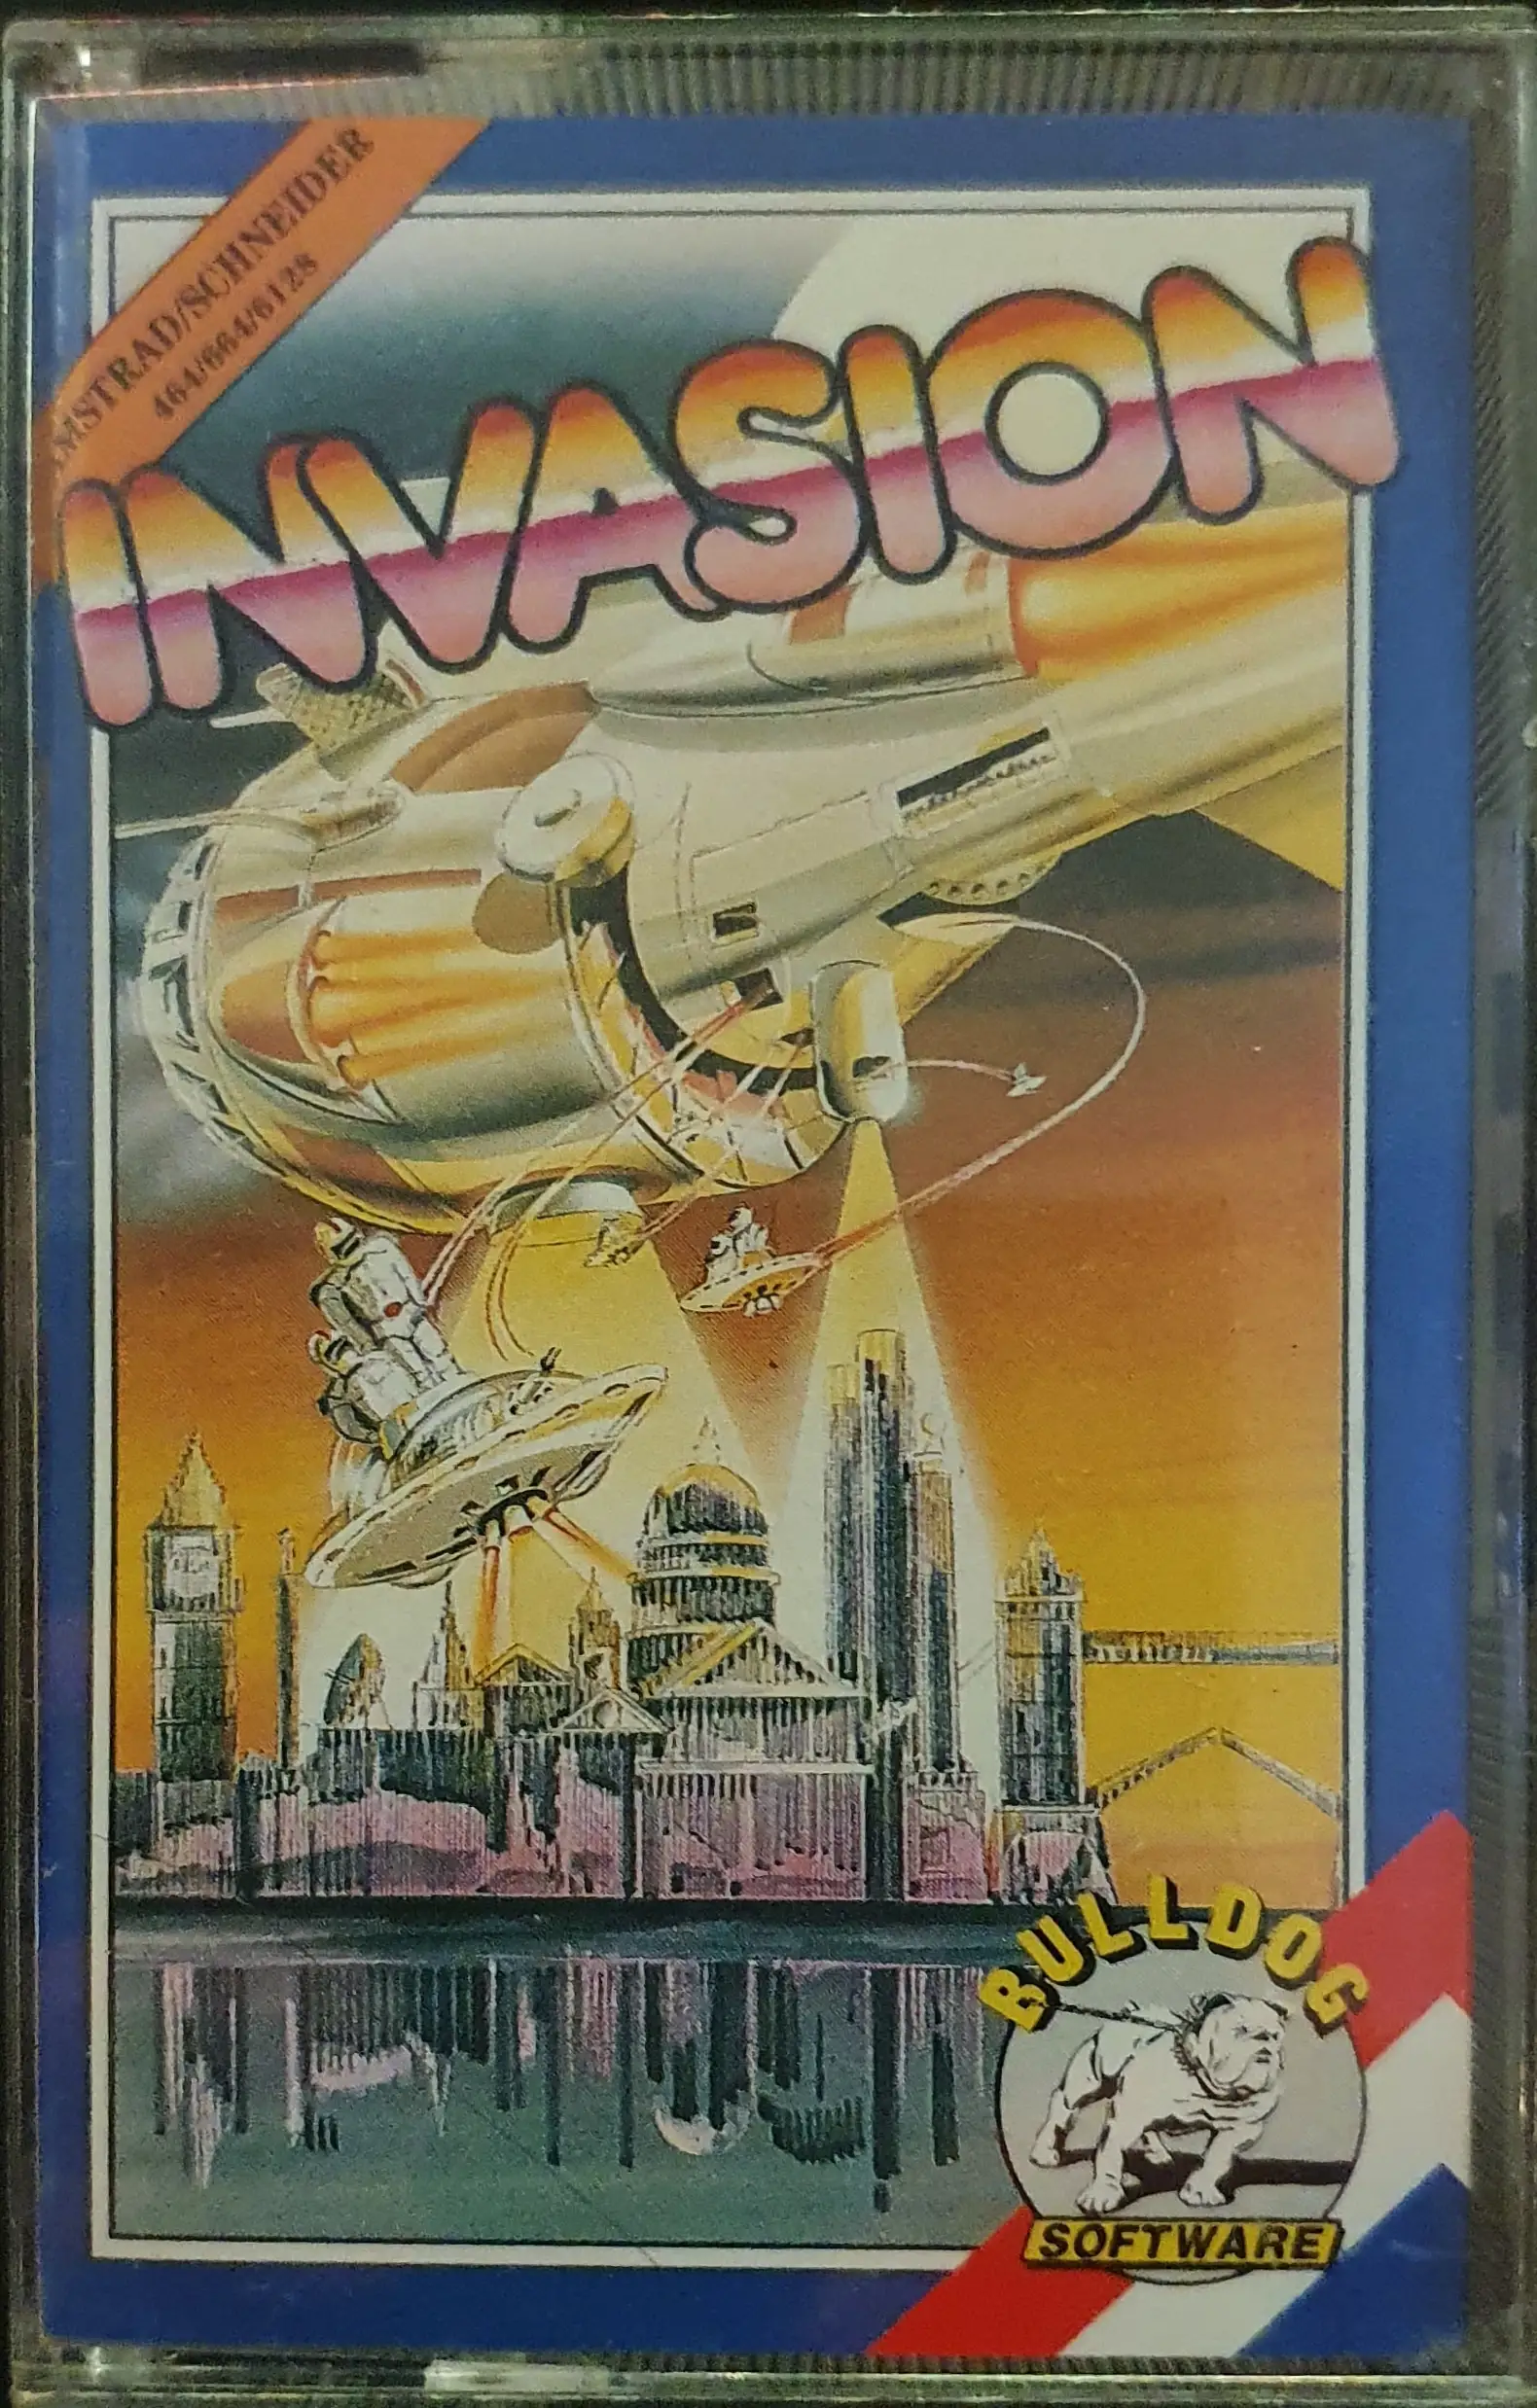 AMSTRAD/SCHNEIDER
464/664/6128
INVASION
BULLDOG
SOFTWARE